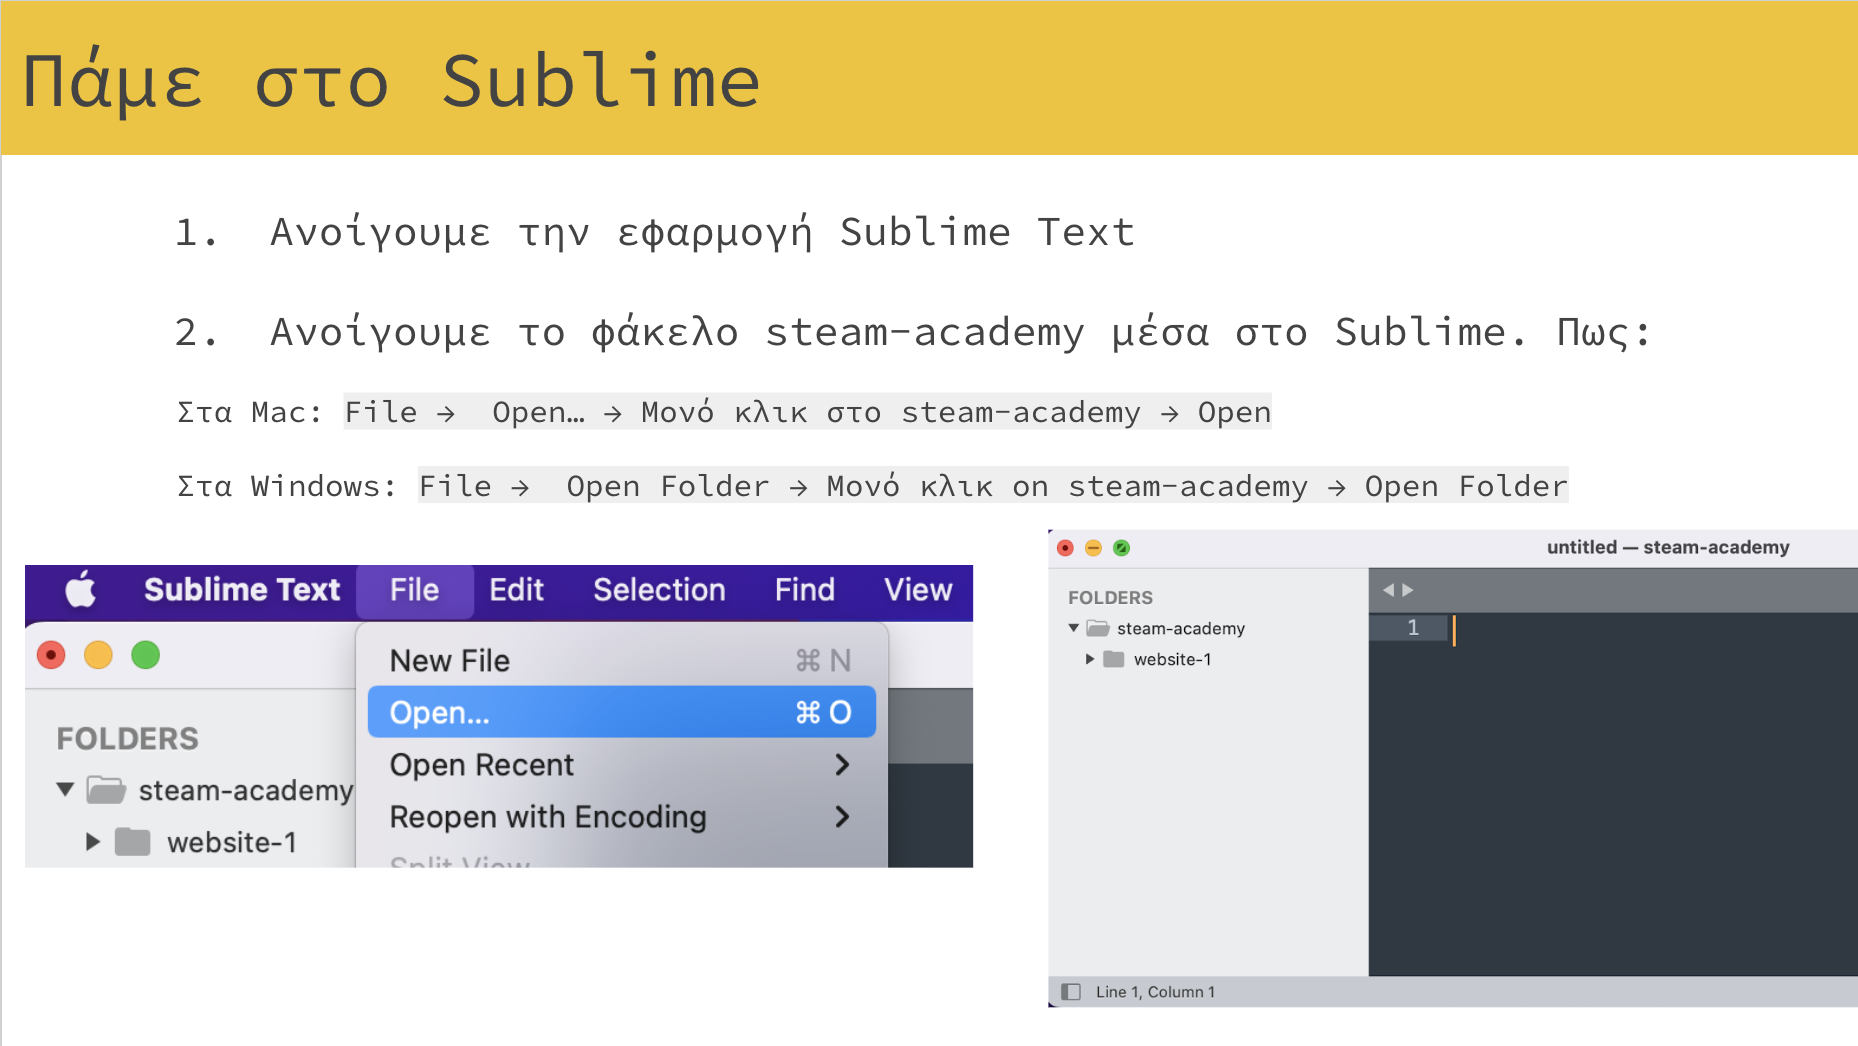 Πάμε στο Sublime
1. Ανοίγουμε την εφαρμογή Sublime Text
2. Ανοίγουμε το φάκελο steam-academy μέσα στο Sublime. Πως:
Στα Mac: File → Open… → Μονό κλικ στο steam-academy → Open
Στα Windows: File → Open Folder → Μονό κλικ on steam-academy → Open Folder
Sublime Text File Edit Selection Find View
New File ⌘ N
Open... ⌘ O
Open Recent
Reopen with Encoding
Split View
FOLDERS
steam-academy
website-1
untitled — steam-academy
FOLDERS
steam-academy
website-1
1
Line 1, Column 1